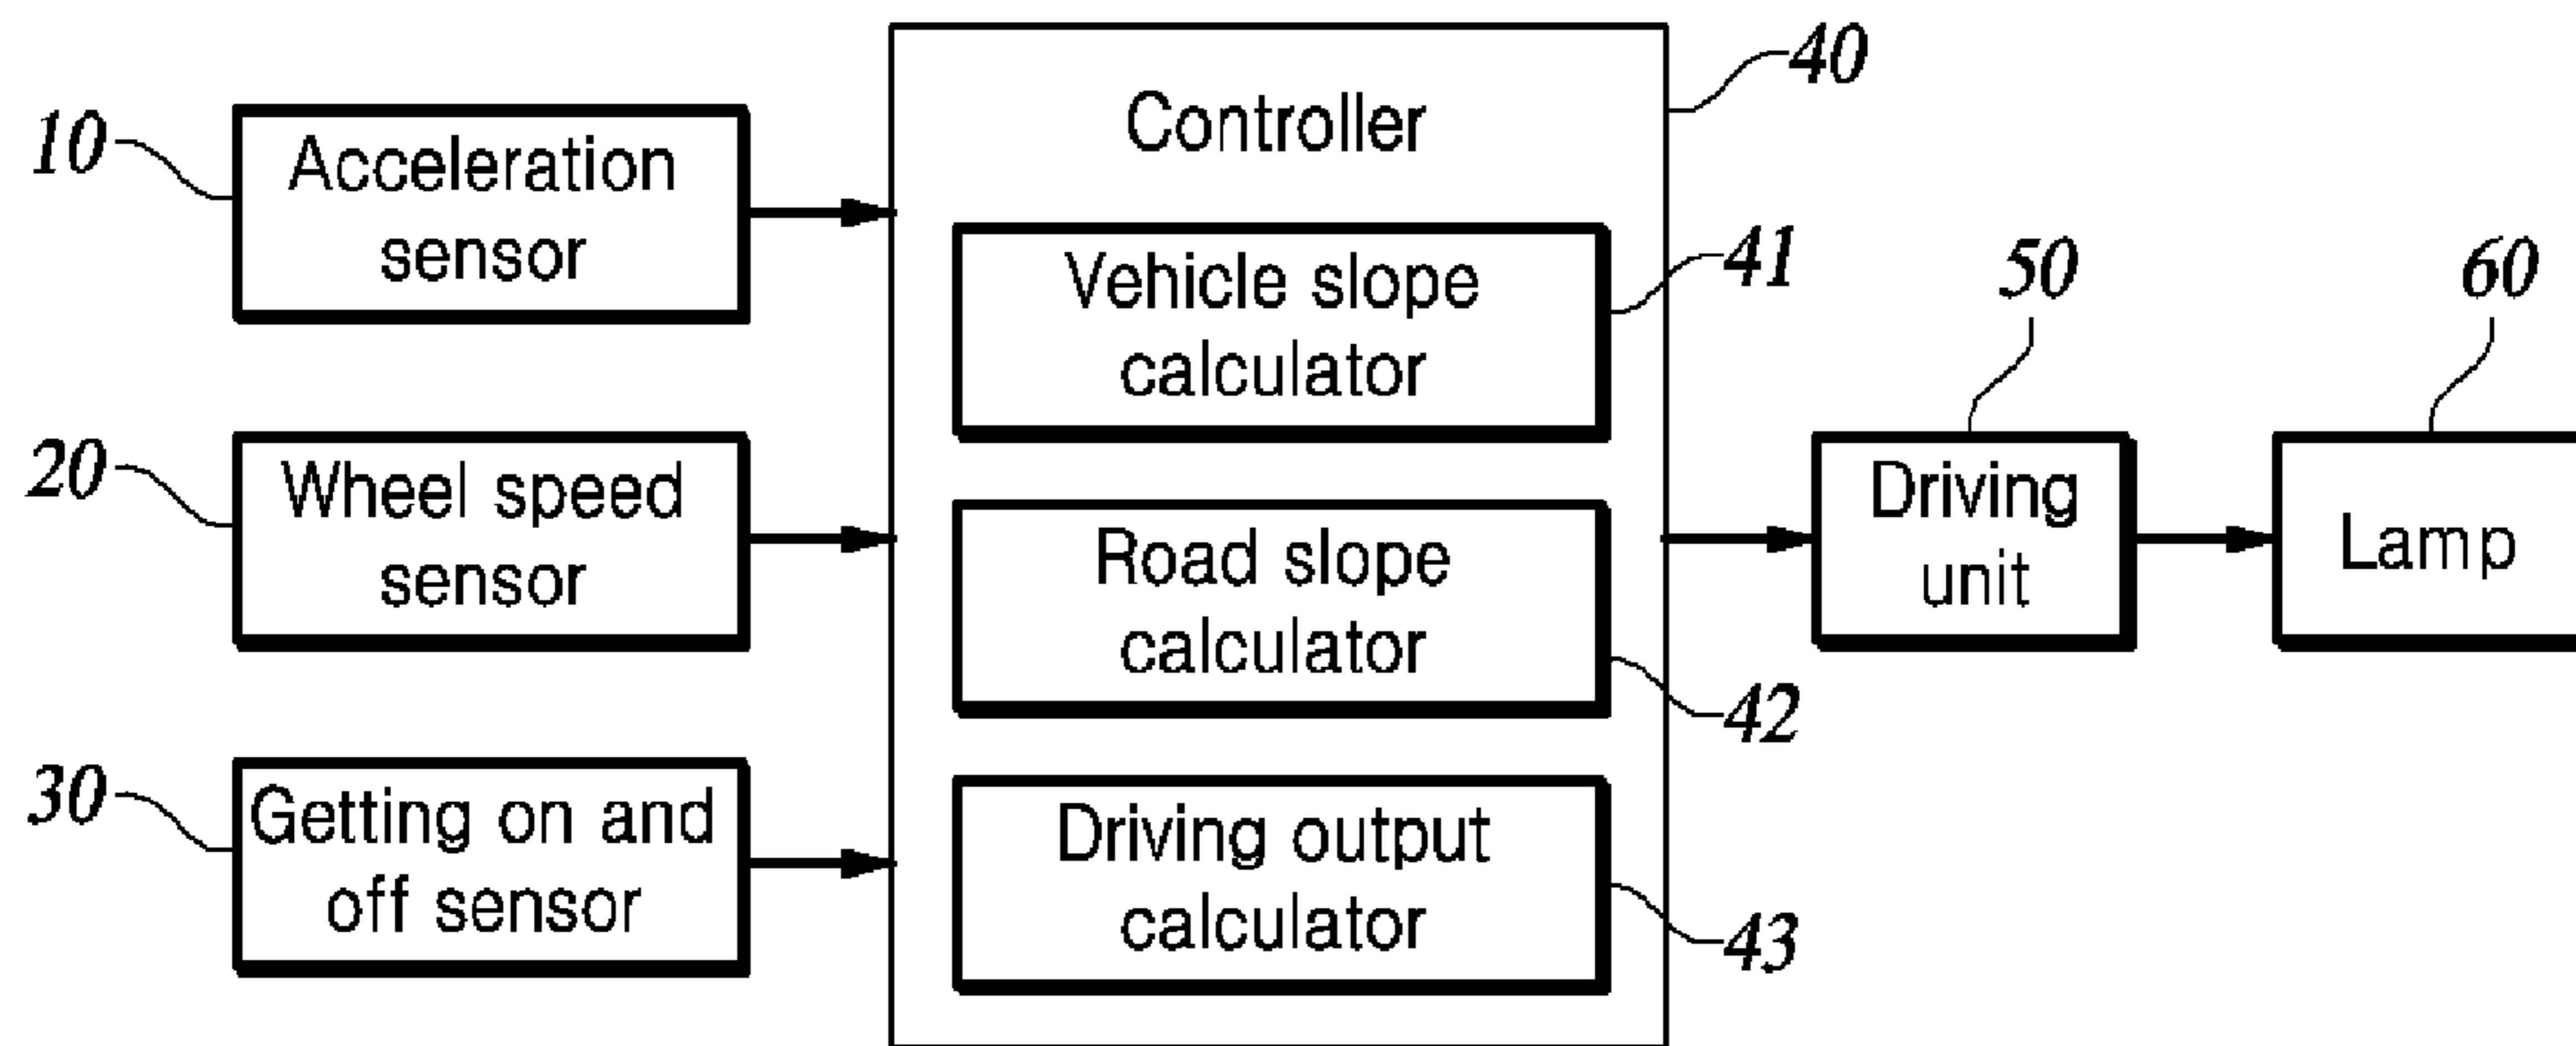 10
Acceleration
sensor
20
Wheel speed
sensor
30
Getting on and
off sensor
40
Controller
41
Vehicle slope
calculator
42
Road slope
calculator
43
Driving output
calculator
50
Driving
unit
60
Lamp